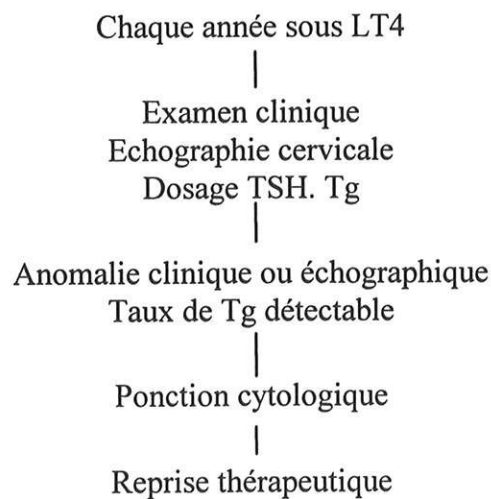 Chaque année sous LT4
Examen clinique
Echographie cervicale
Dosage TSH. Tg
Anomalie clinique ou échographique
Taux de Tg détectable
Ponction cytologique
Reprise thérapeutique